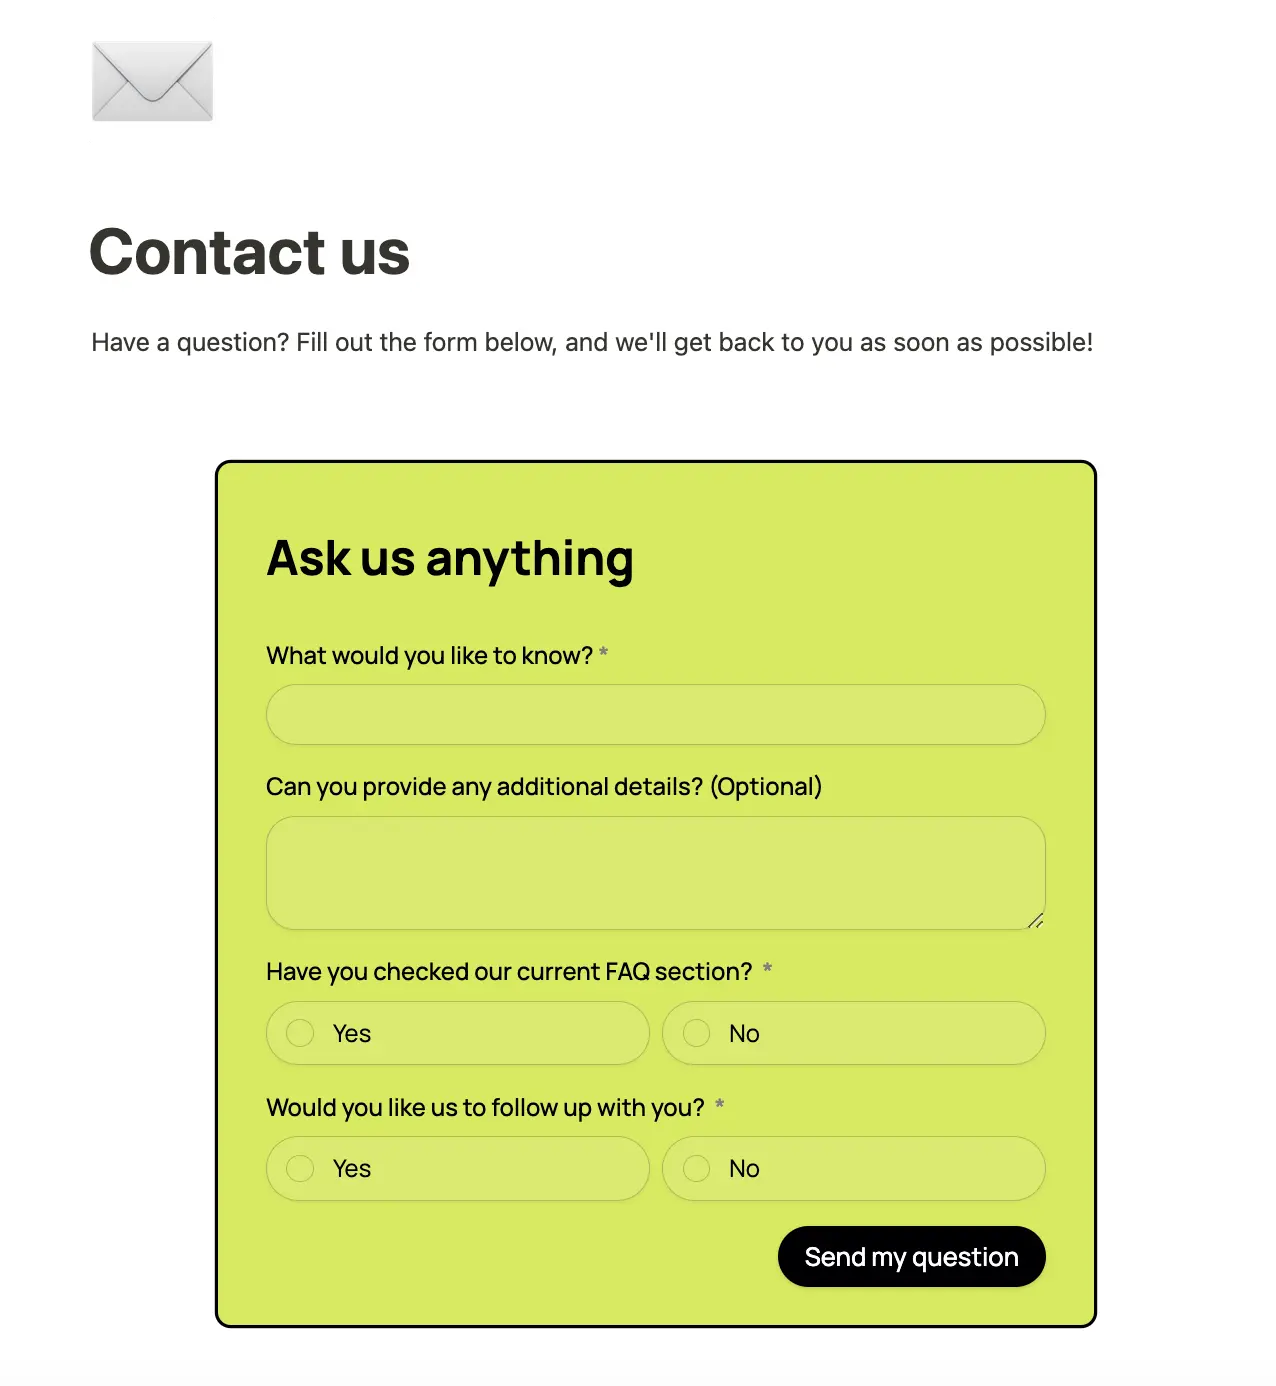 Contact us
Have a question? Fill out the form below, and we'll get back to you as soon as possible!
Ask us anything
What would you like to know? *
Can you provide any additional details? (Optional)
Have you checked our current FAQ section? *
Yes
No
Would you like us to follow up with you? *
Yes
No
Send my question